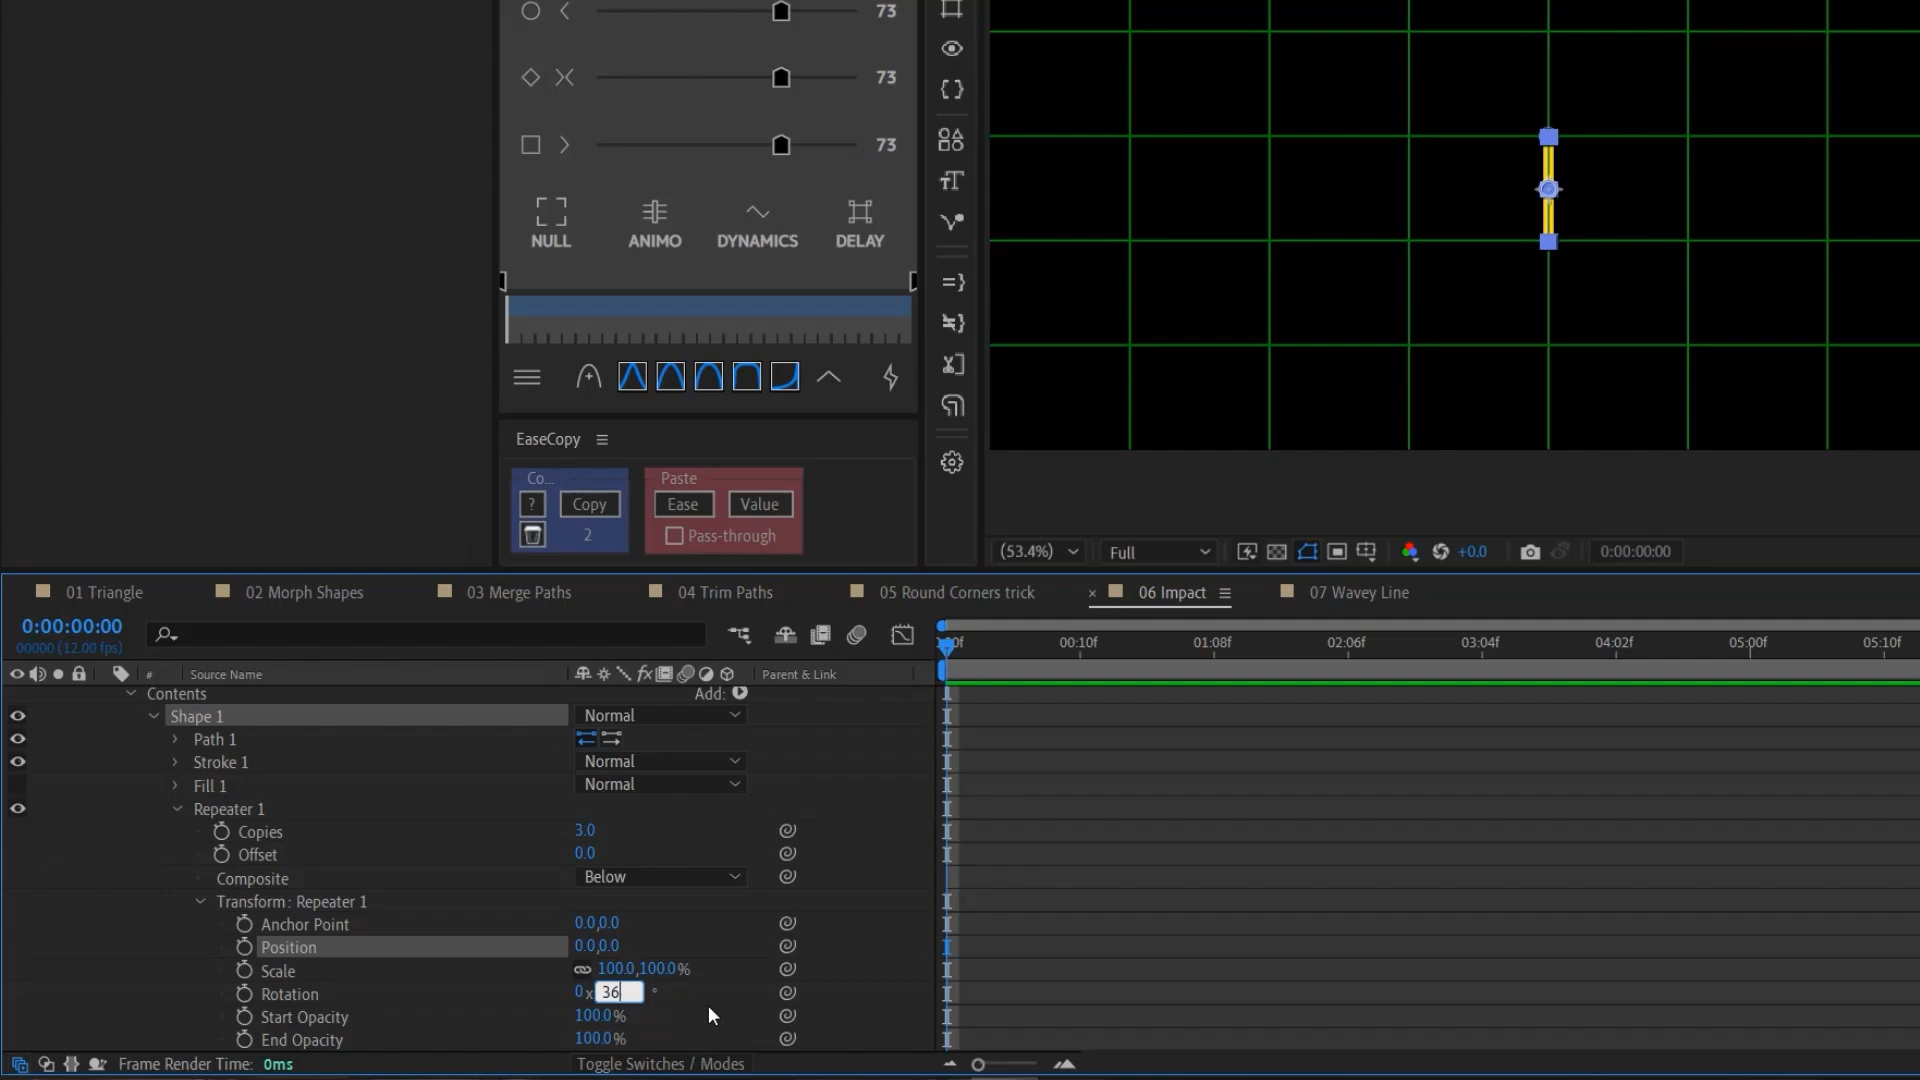 73
73
73
NULL ANIMO DYNAMICS DELAY
EaseCopy
Co... Paste
? Copy Ease Value
2 Pass-through
(53.4%) Full +0.0 0:00:00:00
01 Triangle 02 Morph Shapes 03 Merge Paths 04 Trim Paths 05 Round Corners trick × 06 Impact 07 Wavey Line
0:00:00:00
00000 (12.00 fps)
00f 00:10f 01:08f 02:06f 03:04f 04:02f 05:00f 05:10f
# Source Name fx Parent & Link
Contents Add:
Shape 1 Normal
Path 1
Stroke 1 Normal
Fill 1 Normal
Repeater 1
Copies 3.0
Offset 0.0
Composite Below
Transform: Repeater 1
Anchor Point 0.0,0.0
Position 0.0,0.0
Scale 100.0,100.0%
Rotation 0 x 36 °
Start Opacity 100.0%
End Opacity 100.0%
Frame Render Time: 0ms Toggle Switches / Modes